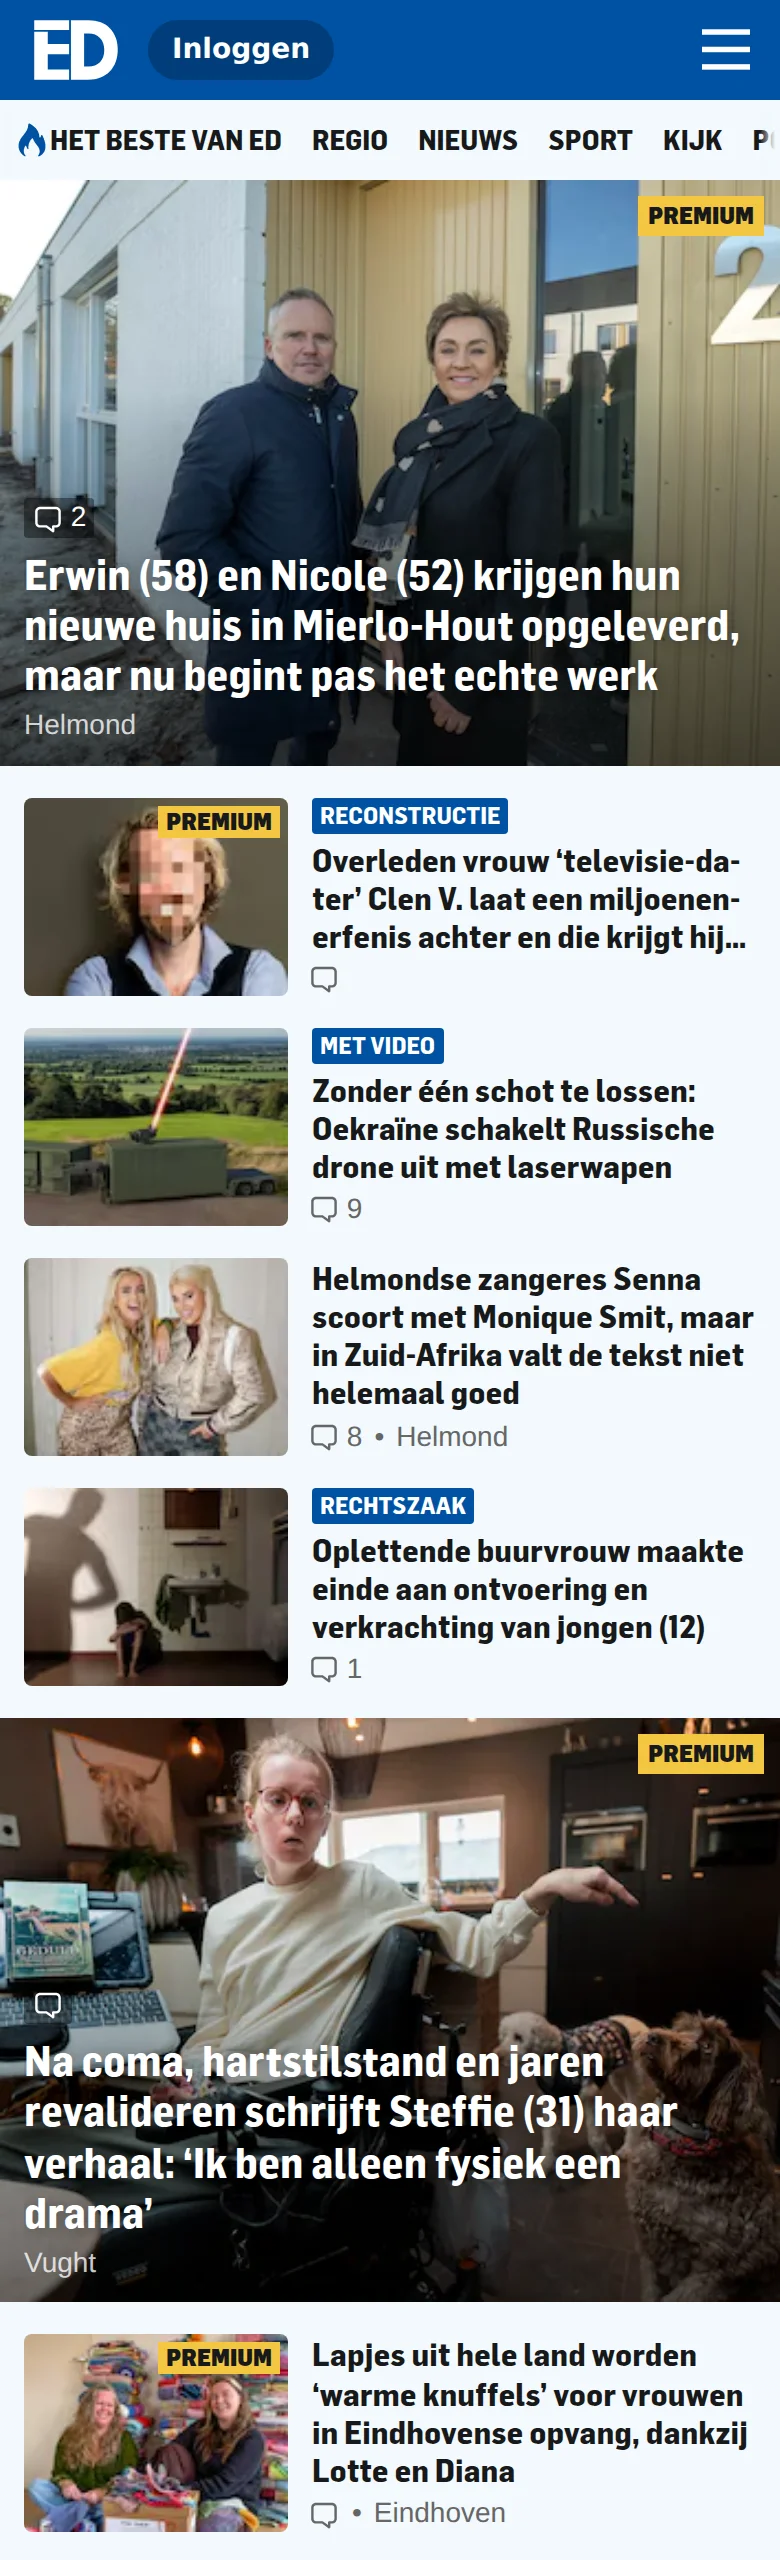 ED
Inloggen
HET BESTE VAN ED REGIO NIEUWS SPORT KIJK
PREMIUM
2
2
Erwin (58) en Nicole (52) krijgen hun
nieuwe huis in Mierlo-Hout opgeleverd,
maar nu begint pas het echte werk
Helmond
PREMIUM
RECONSTRUCTIE
Overleden vrouw ‘televisie-da-
ter’ Clen V. laat een miljoenen-
erfenis achter en die krijgt hij...
MET VIDEO
Zonder één schot te lossen:
Oekraïne schakelt Russische
drone uit met laserwapen
9
Helmondse zangeres Senna
scoort met Monique Smit, maar
in Zuid-Afrika valt de tekst niet
helemaal goed
8 • Helmond
RECHTSZAAK
Oplettende buurvrouw maakte
einde aan ontvoering en
verkrachting van jongen (12)
1
PREMIUM
GEDULD
Na coma, hartstilstand en jaren
revalideren schrijft Steffie (31) haar
verhaal: ‘Ik ben alleen fysiek een
drama’
Vught
PREMIUM
Lapjes uit hele land worden
‘warme knuffels’ voor vrouwen
in Eindhovense opvang, dankzij
Lotte en Diana
• Eindhoven